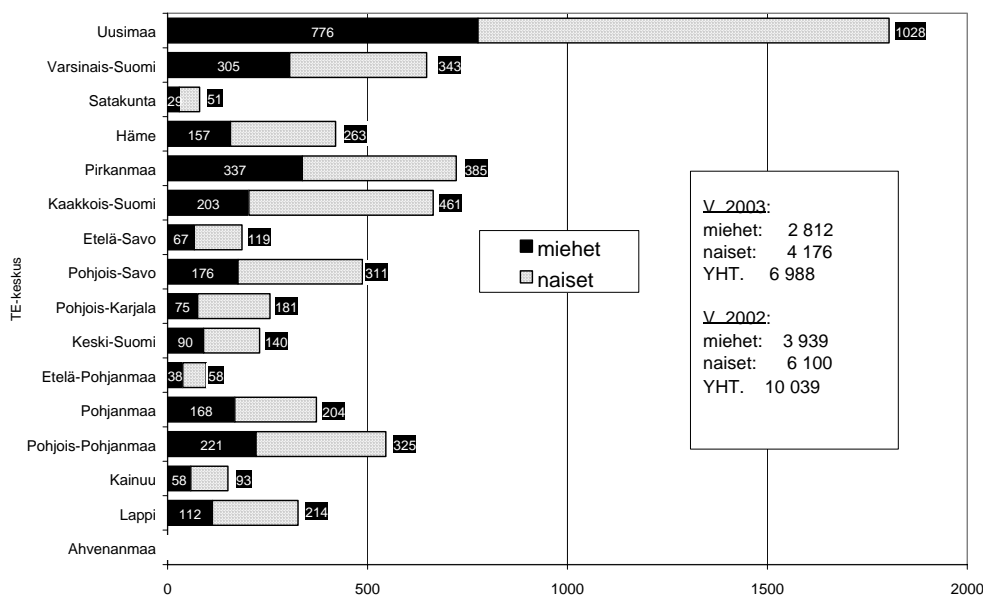 Uusimaa 776 1028
Varsinais-Suomi 305 343
Satakunta 29 51
Häme 157 263
Pirkanmaa 337 385
Kaakkois-Suomi 203 461
Etelä-Savo 67 119
Pohjois-Savo 176 311
Pohjois-Karjala 75 181
Keski-Suomi 90 140
Etelä-Pohjanmaa 38 58
Pohjanmaa 168 204
Pohjois-Pohjanmaa 221 325
Kainuu 58 93
Lappi 112 214
Ahvenanmaa
TE-keskus
0 500 1000 1500 2000
miehet
naiset
V. 2003:
miehet: 2 812
naiset: 4 176
YHT. 6 988
V. 2002:
miehet: 3 939
naiset: 6 100
YHT. 10 039